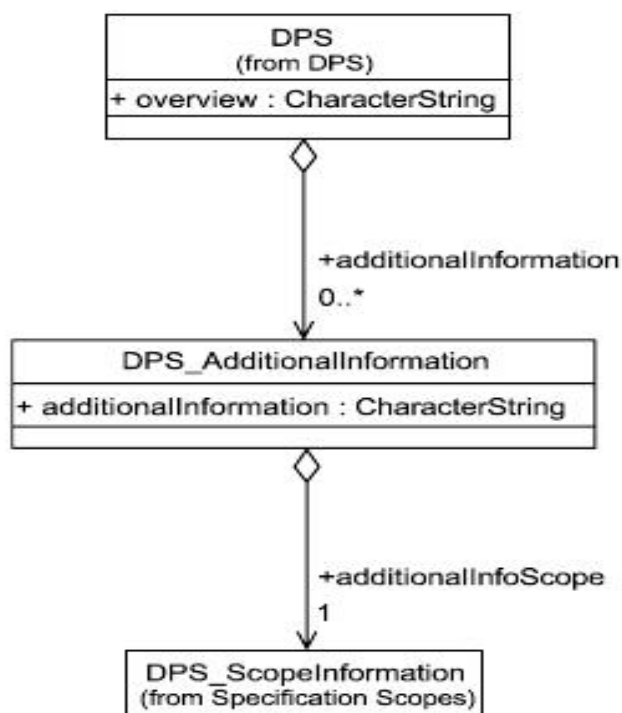 DPS
(from DPS)
+ overview : CharacterString
+additionalInformation
0..*
DPS_AdditionalInformation
+ additionalInformation : CharacterString
+additionalInfoScope
1
DPS_ScopeInformation
(from Specification Scopes)